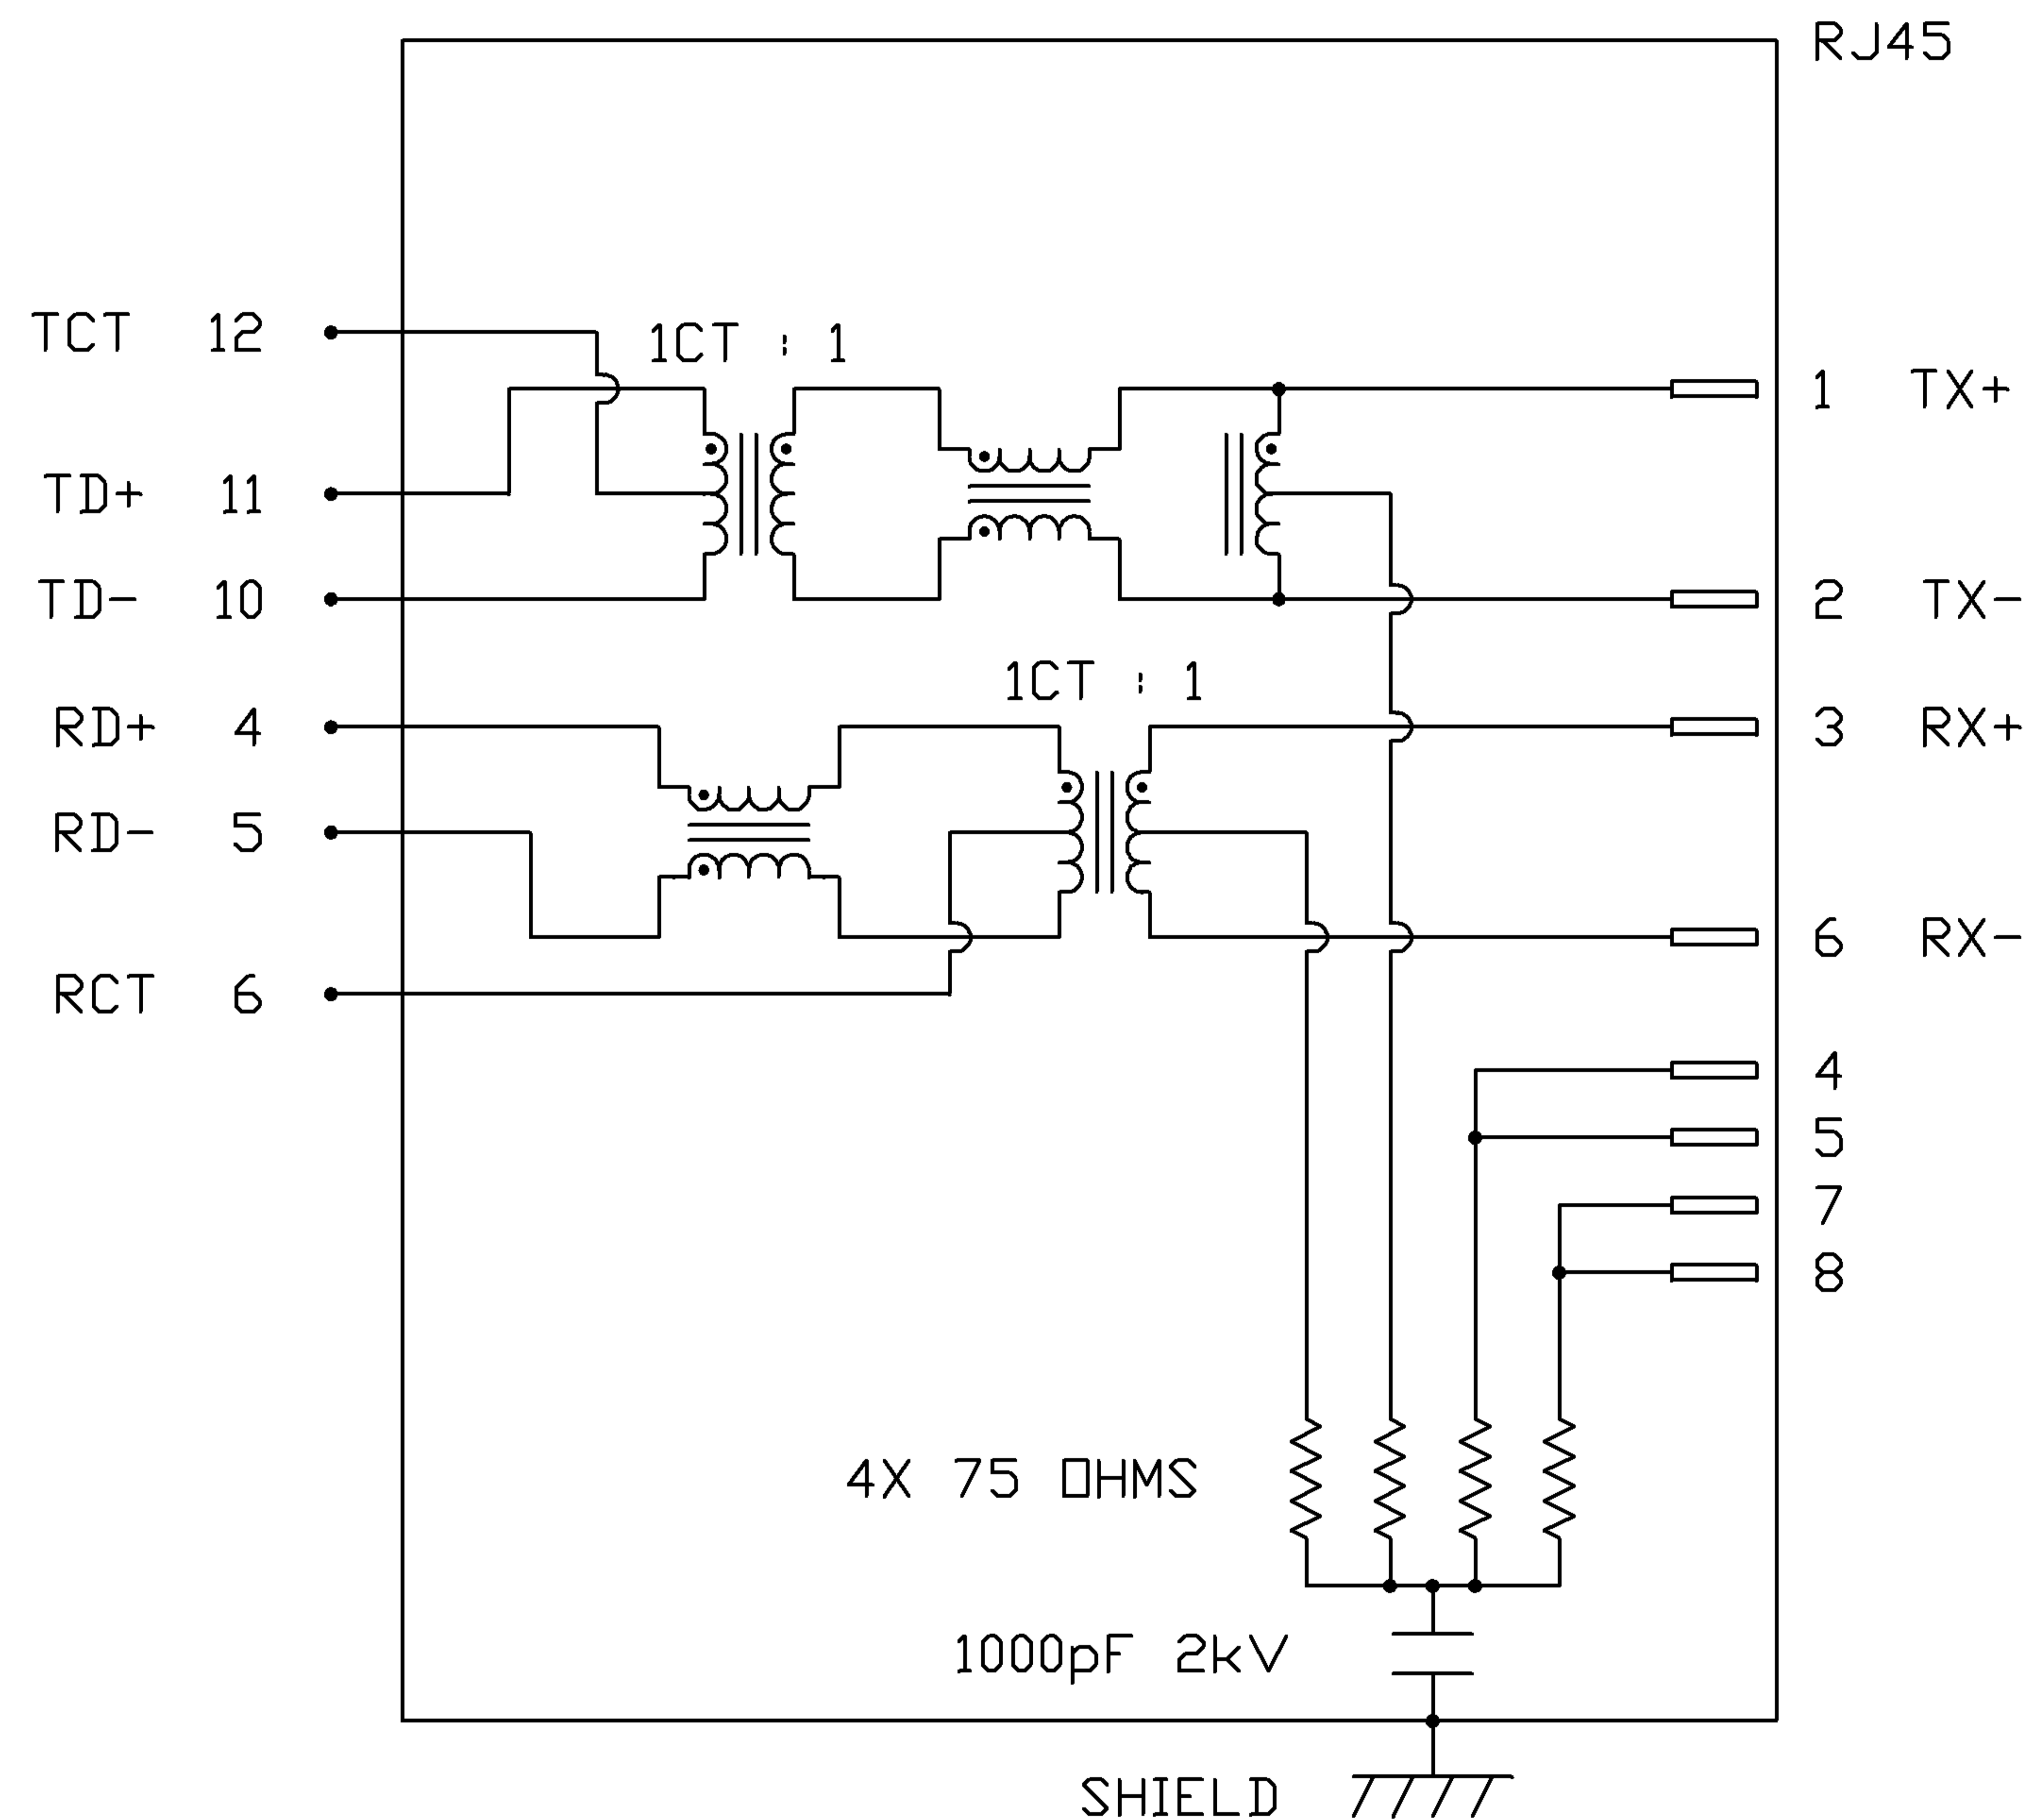 RJ45
TCT 12
1CT : 1
1 TX+
TD+ 11
TD- 10
2 TX-
1CT : 1
RD+ 4
3 RX+
RD- 5
6 RX-
RCT 6
4
5
7
8
4X 75 OHMS
1000pF 2kV
SHIELD